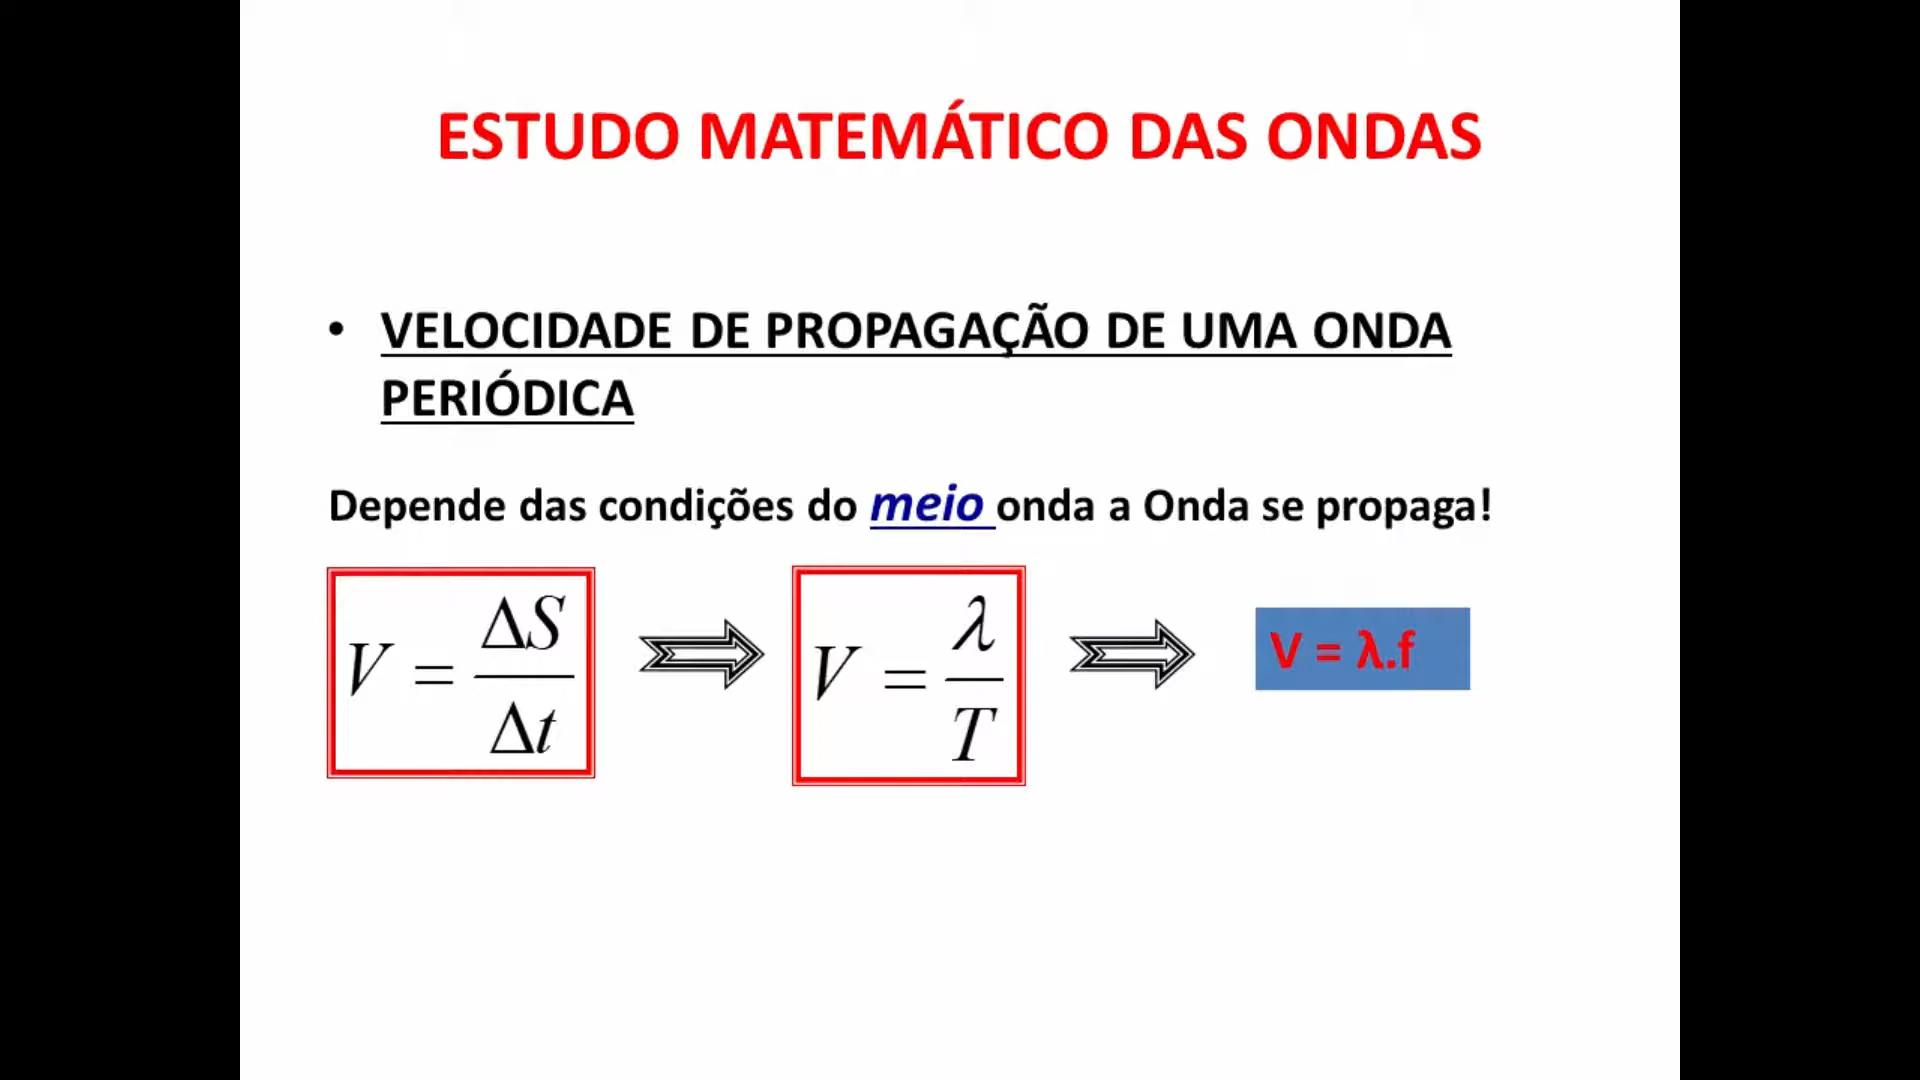 ESTUDO MATEMÁTICO DAS ONDAS
• VELOCIDADE DE PROPAGAÇÃO DE UMA ONDA
PERIÓDICA
Depende das condições do meio onda a Onda se propaga!
V = ΔS / Δt
V = λ / T
V = λ.f